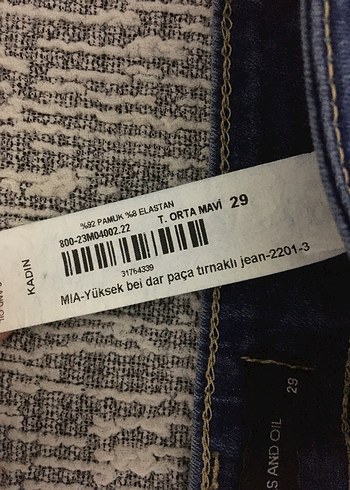 %92 PAMUK %8 ELASTAN
800-23M04002.22 T. ORTA MAVİ 29
31764339
MIA-Yüksek bel dar paça tırnaklı jean-2201-3
KADIN
29
S AND OIL